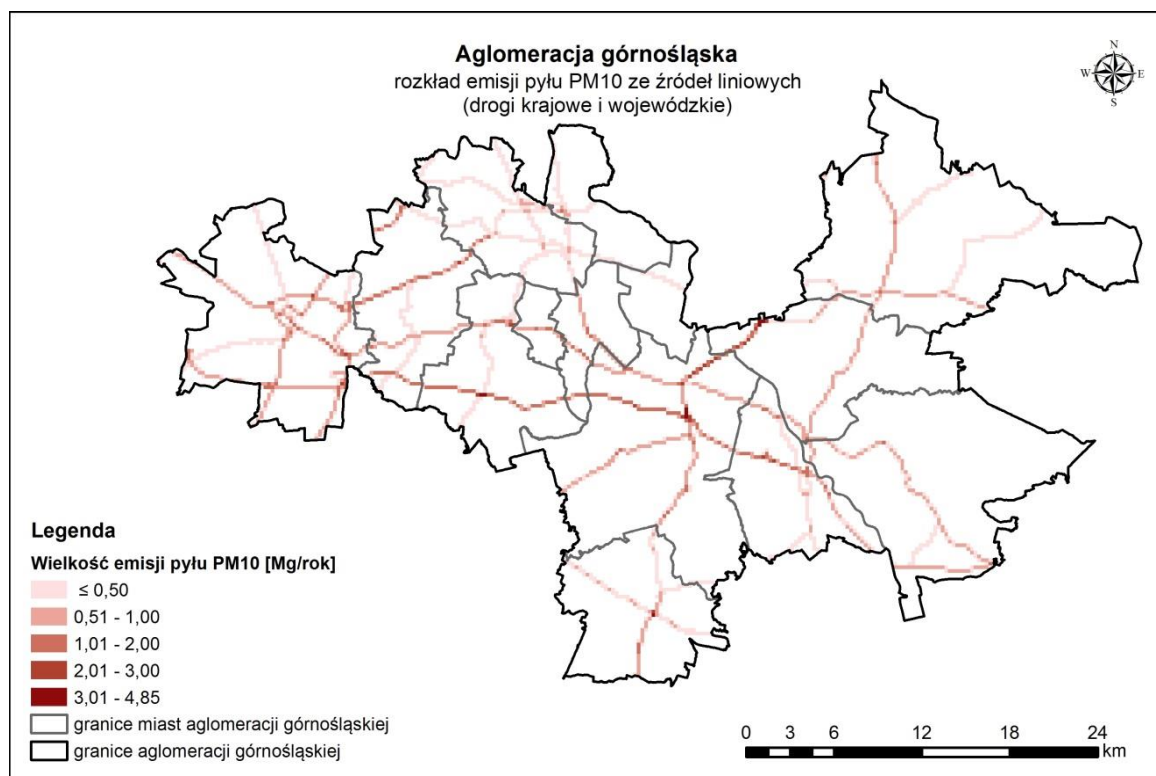 Aglomeracja górnośląska
rozkład emisji pyłu PM10 ze źródeł liniowych
(drogi krajowe i wojewódzkie)
N
W E
S
Legenda
Wielkość emisji pyłu PM10 [Mg/rok]
≤ 0,50
0,51 - 1,00
1,01 - 2,00
2,01 - 3,00
3,01 - 4,85
granice miast aglomeracji górnośląskiej
granice aglomeracji górnośląskiej
0 3 6 12 18 24
km